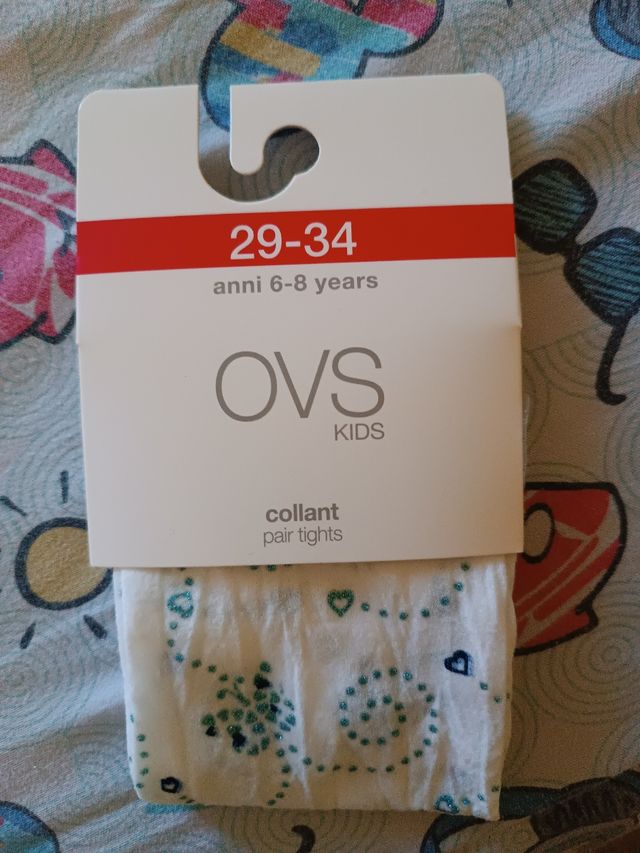 29-34
anni 6-8 years
OVS
KIDS
collant
pair tights